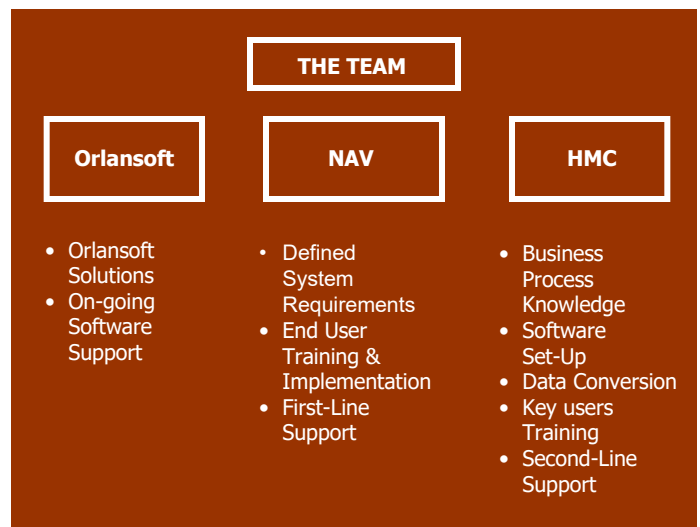 THE TEAM
Orlansoft
NAV
HMC
• Orlansoft
Solutions
• On-going
Software
Support
• Defined
System
Requirements
• End User
Training &
Implementation
• First-Line
Support
• Business
Process
Knowledge
• Software
Set-Up
• Data Conversion
• Key users
Training
• Second-Line
Support